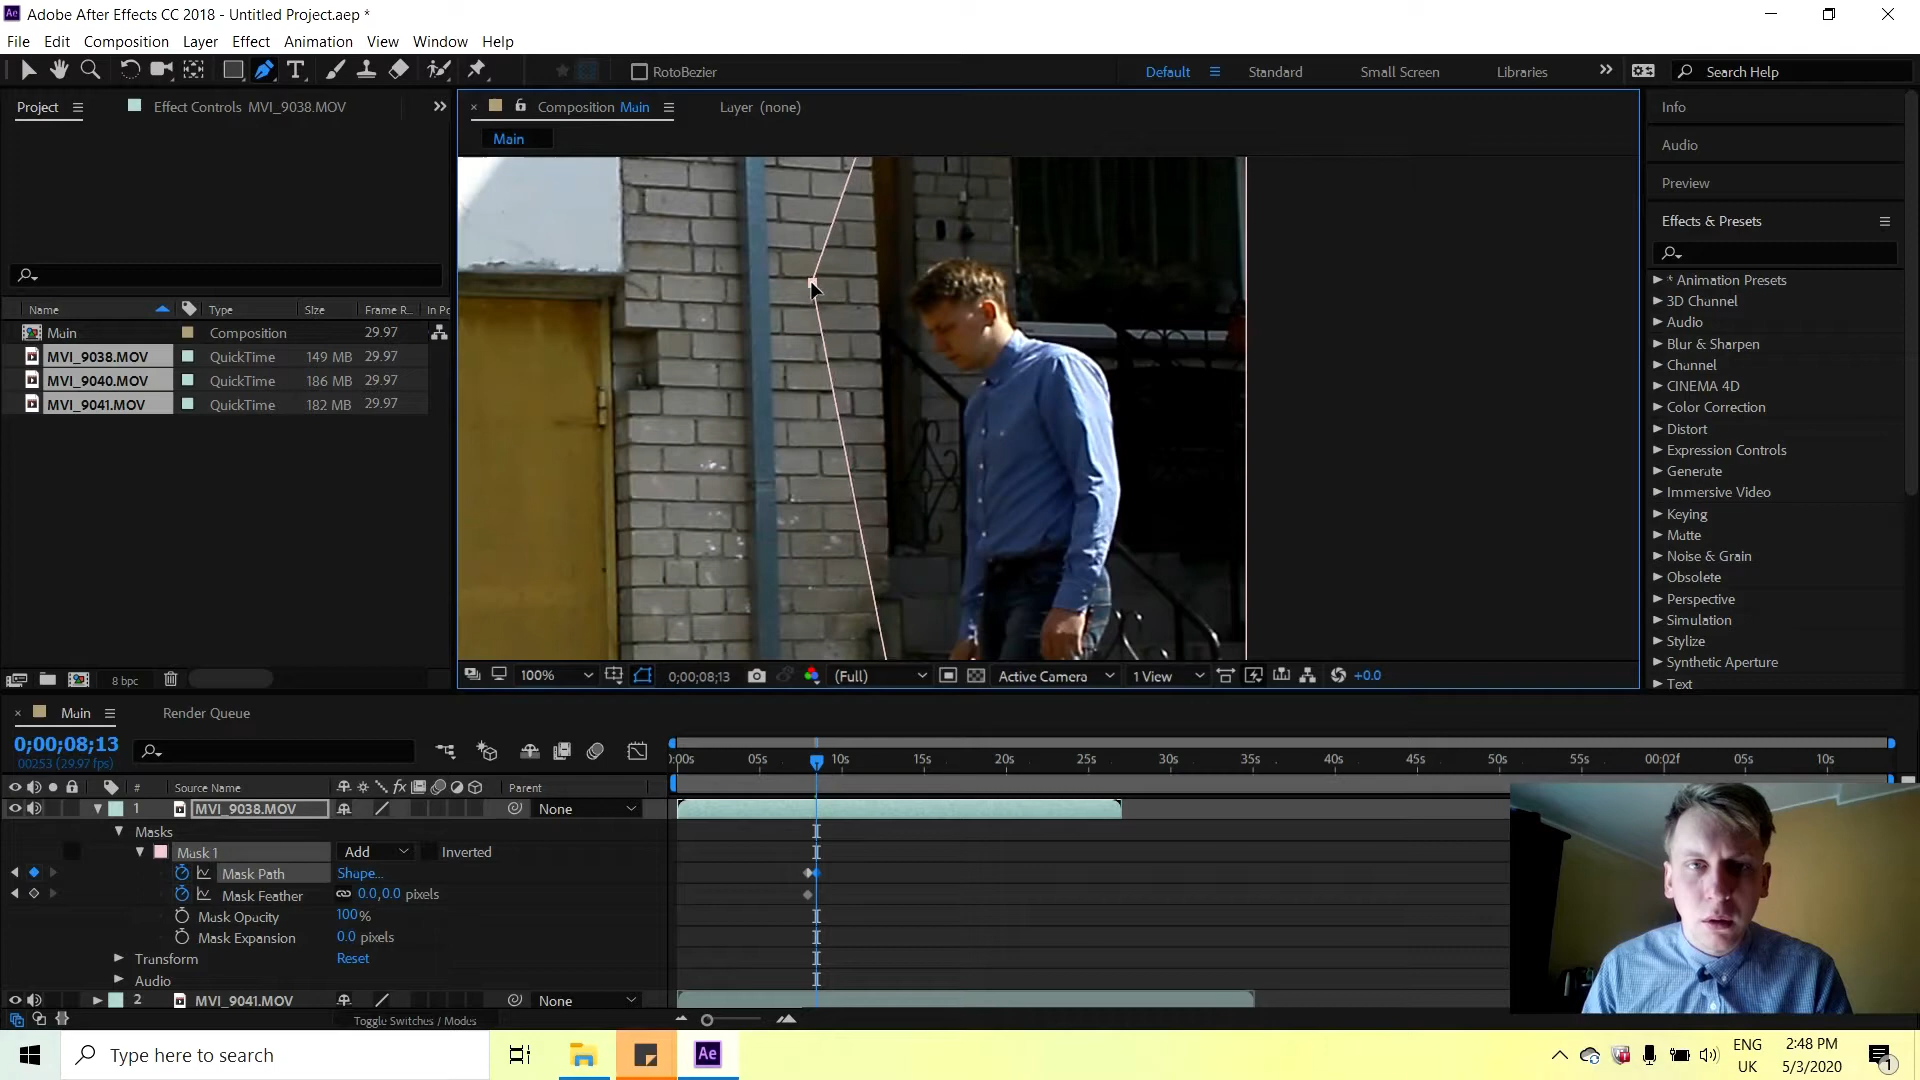 Ae Adobe After Effects CC 2018 - Untitled Project.aep *
File Edit Composition Layer Effect Animation View Window Help
RotoBezier Default Standard Small Screen Libraries Search Help
Project Effect Controls MVI_9038.MOV
Composition Main Layer (none)
Main
Info
Audio
Preview
Effects & Presets
Name Type Size Frame R... In Po
Main Composition 29.97
MVI_9038.MOV QuickTime 149 MB 29.97
MVI_9040.MOV QuickTime 186 MB 29.97
MVI_9041.MOV QuickTime 182 MB 29.97
8 bpc
* Animation Presets
3D Channel
Audio
Blur & Sharpen
Channel
CINEMA 4D
Color Correction
Distort
Expression Controls
Generate
Immersive Video
Keying
Matte
Noise & Grain
Obsolete
Perspective
Simulation
Stylize
Synthetic Aperture
Text
100% 0;00;08;13 (Full) Active Camera 1 View +0.0
Main Render Queue
0;00;08;13
00253 (29.97 fps)
# Source Name Parent
):00s 05s 10s 15s 20s 25s 30s 35s 40s 45s 50s 55s 00:02f 05s 10s
1 MVI_9038.MOV None
Masks
Mask 1 Add Inverted
Mask Path Shape...
Mask Feather 0.0,0.0 pixels
Mask Opacity 100%
Mask Expansion 0.0 pixels
Transform Reset
Audio
2 MVI_9041.MOV None
Toggle Switches / Modes
Type here to search
Ae
ENG
UK
2:48 PM
5/3/2020
1